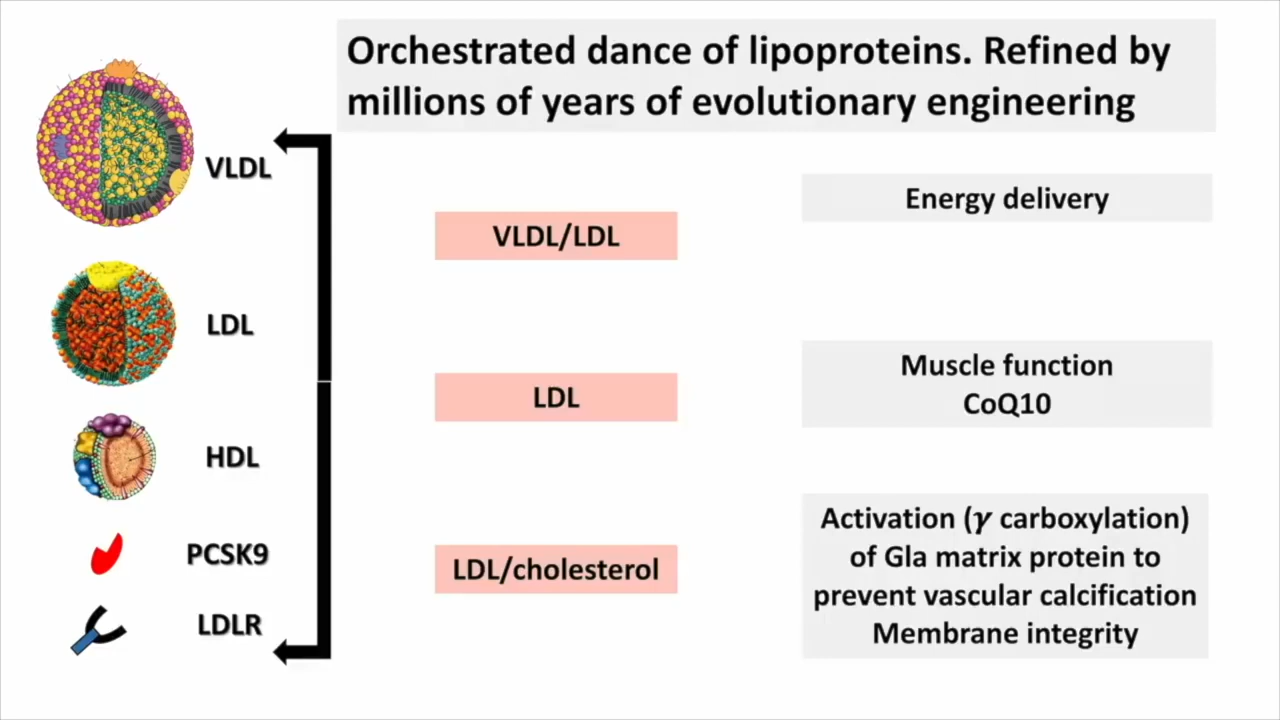 Orchestrated dance of lipoproteins. Refined by
millions of years of evolutionary engineering
VLDL
LDL
HDL
PCSK9
LDLR
VLDL/LDL
Energy delivery
LDL
Muscle function
CoQ10
LDL/cholesterol
Activation (γ carboxylation)
of Gla matrix protein to
prevent vascular calcification
Membrane integrity